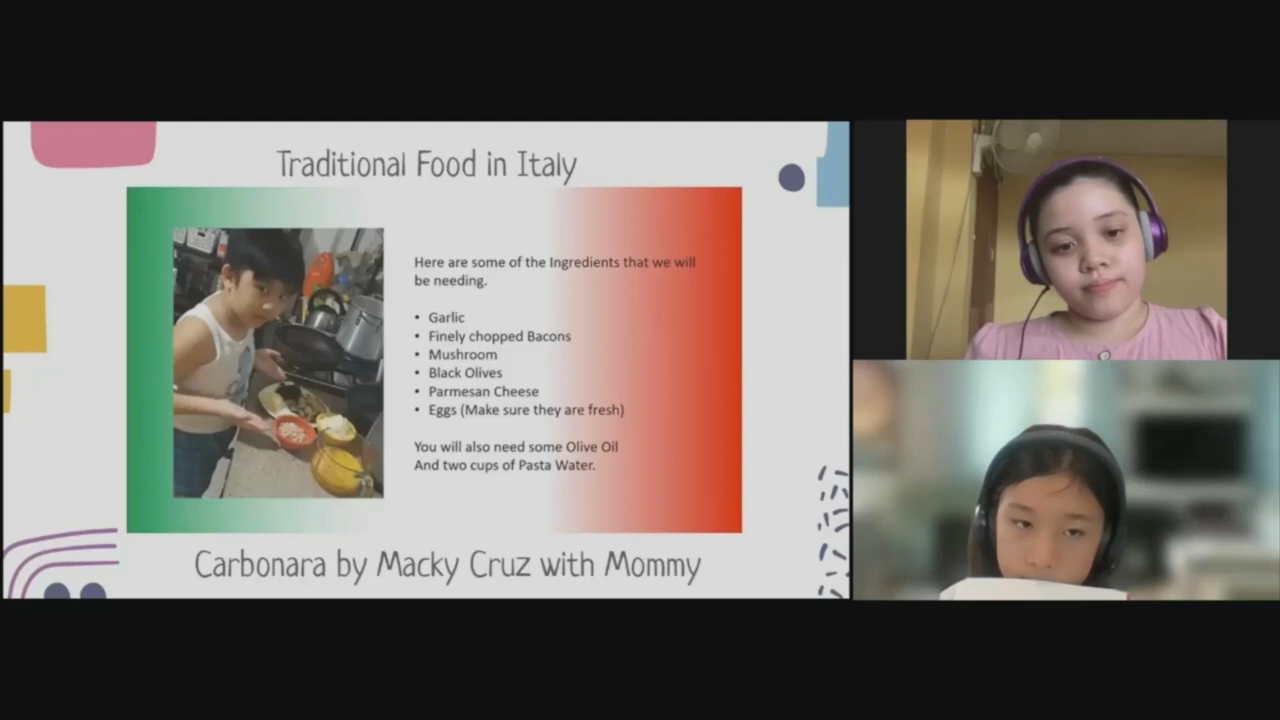 Traditional Food in Italy
Here are some of the Ingredients that we will
be needing.
• Garlic
• Finely chopped Bacons
• Mushroom
• Black Olives
• Parmesan Cheese
• Eggs (Make sure they are fresh)
You will also need some Olive Oil
And two cups of Pasta Water.
Carbonara by Macky Cruz with Mommy